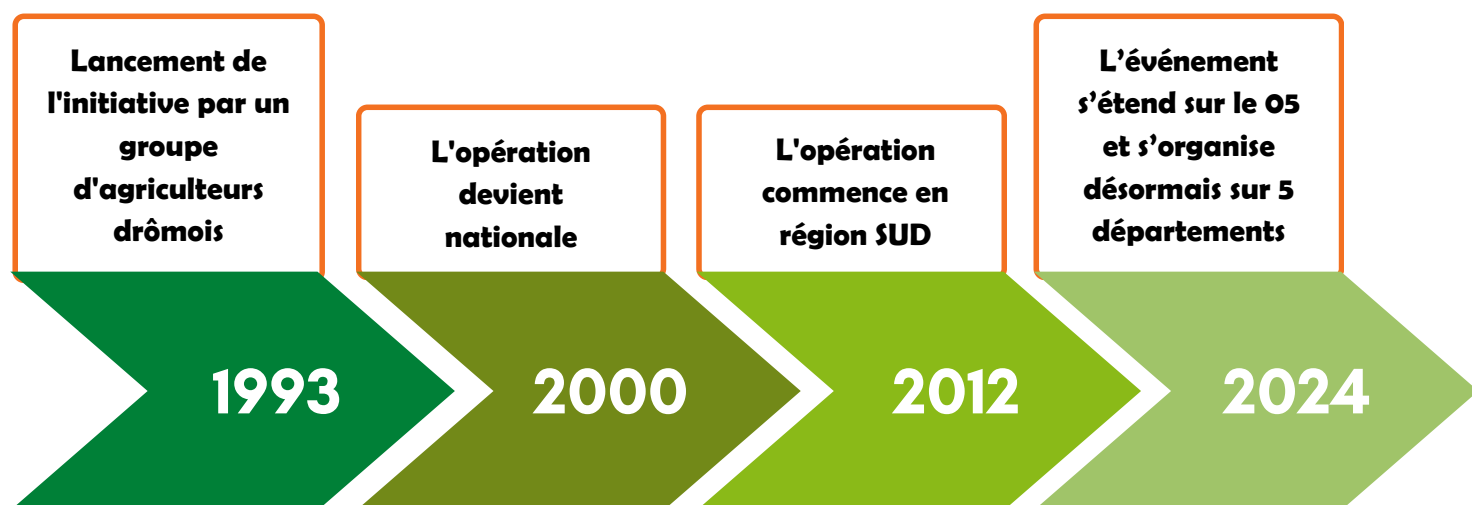 Lancement de
l'initiative par un
groupe
d'agriculteurs
drômois
1993
L'opération
devient
nationale
2000
L'opération
commence en
région SUD
2012
L’événement
s’étend sur le 05
et s’organise
désormais sur 5
départements
2024